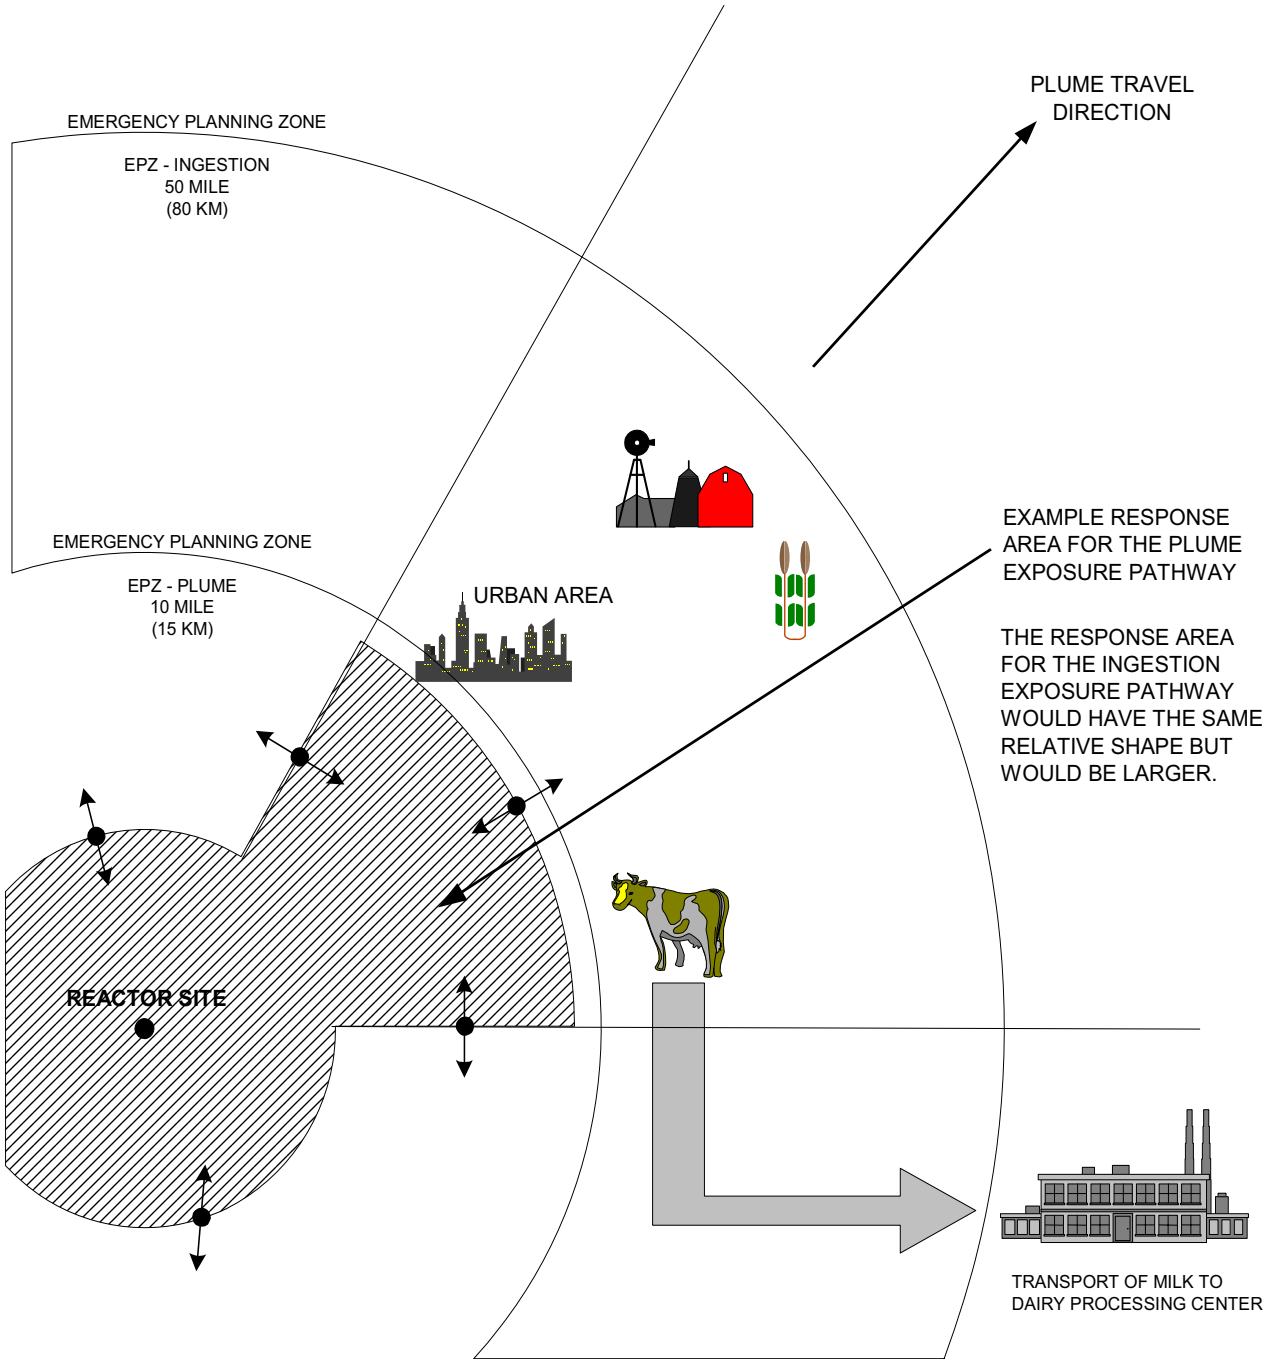 PLUME TRAVEL
DIRECTION
EMERGENCY PLANNING ZONE
EPZ - INGESTION
50 MILE
(80 KM)
EXAMPLE RESPONSE
AREA FOR THE PLUME
EXPOSURE PATHWAY
THE RESPONSE AREA
FOR THE INGESTION
EXPOSURE PATHWAY
WOULD HAVE THE SAME
RELATIVE SHAPE BUT
WOULD BE LARGER.
EMERGENCY PLANNING ZONE
EPZ - PLUME
10 MILE
(15 KM)
URBAN AREA
REACTOR SITE
TRANSPORT OF MILK TO
DAIRY PROCESSING CENTER